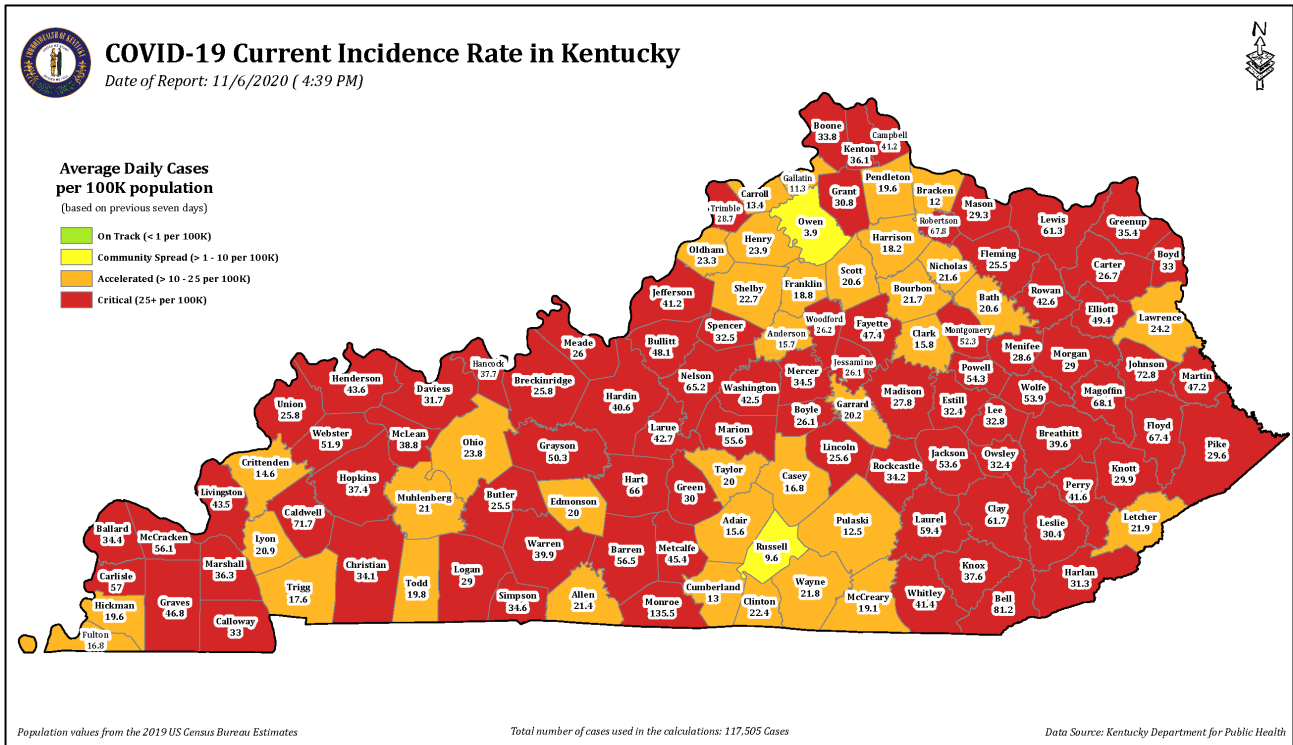 COVID-19 Current Incidence Rate in Kentucky
Date of Report: 11/6/2020 ( 4:39 PM)
N
Average Daily Cases
per 100K population
(based on previous seven days)
On Track (< 1 per 100K)
Community Spread (> 1 - 10 per 100K)
Accelerated (> 10 - 25 per 100K)
Critical (25+ per 100K)
Boone
33.8
Campbell
41.2
Kenton
36.1
Gallatin
11.3
Carroll
13.4
Grant
30.8
Pendleton
19.6
Bracken
12
Trimble
28.7
Owen
3.9
Mason
29.3
Robertson
67.8
Lewis
61.3
Greenup
35.4
Oldham
23.3
Henry
23.9
Harrison
18.2
Fleming
25.5
Carter
26.7
Boyd
33
Nicholas
21.6
Scott
20.6
Jefferson
41.2
Shelby
22.7
Franklin
18.8
Bourbon
21.7
Bath
20.6
Rowan
42.6
Elliott
49.4
Lawrence
24.2
Spencer
32.5
Woodford
26.2
Fayette
47.4
Anderson
15.7
Clark
15.8
Montgomery
52.3
Meade
26
Bullitt
48.1
Menifee
28.6
Morgan
29
Johnson
72.8
Martin
47.2
Hancock
37.7
Henderson
43.6
Daviess
31.7
Breckinridge
25.8
Nelson
65.2
Washington
42.5
Mercer
34.5
Jessamine
26.1
Powell
54.3
Wolfe
53.9
Magoffin
68.1
Union
25.8
Hardin
40.6
Boyle
26.1
Garrard
20.2
Madison
27.8
Estill
32.4
Lee
32.8
Floyd
67.4
Webster
51.9
McLean
38.8
Ohio
23.8
Grayson
50.3
Larue
42.7
Marion
55.6
Lincoln
25.6
Breathitt
39.6
Pike
29.6
Crittenden
14.6
Hopkins
37.4
Taylor
20
Casey
16.8
Rockcastle
34.2
Jackson
53.6
Owsley
32.4
Knott
29.9
Livingston
43.5
Muhlenberg
21
Butler
25.5
Edmonson
20
Hart
66
Green
30
Perry
41.6
Caldwell
71.7
Ballard
34.4
McCracken
56.1
Lyon
20.9
Warren
39.9
Barren
56.5
Metcalfe
45.4
Adair
15.6
Russell
9.6
Pulaski
12.5
Laurel
59.4
Clay
61.7
Leslie
30.4
Letcher
21.9
Carlisle
57
Marshall
36.3
Christian
34.1
Todd
19.8
Logan
29
Knox
37.6
Harlan
31.3
Hickman
19.6
Graves
46.8
Trigg
17.6
Simpson
34.6
Allen
21.4
Monroe
135.5
Cumberland
13
Clinton
22.4
Wayne
21.8
McCreary
19.1
Whitley
41.4
Bell
81.2
Fulton
16.8
Calloway
33
Population values from the 2019 US Census Bureau Estimates
Total number of cases used in the calculations: 117,505 Cases
Data Source: Kentucky Department for Public Health